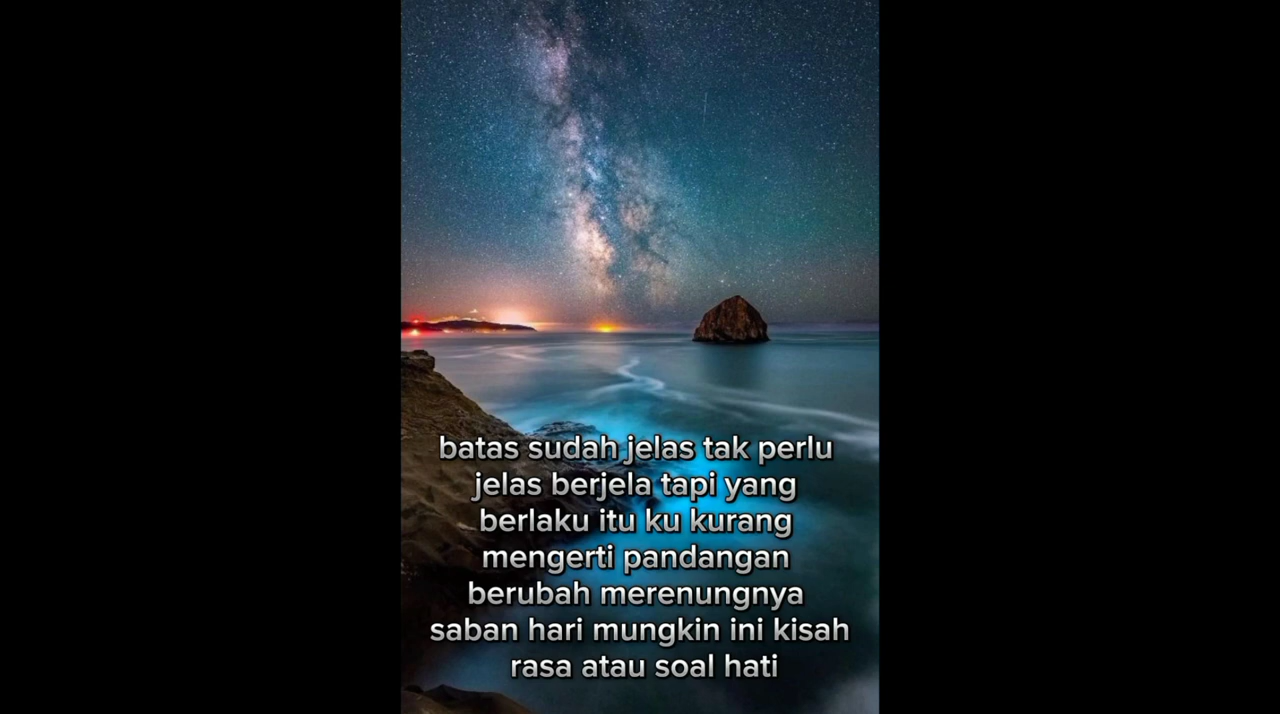 batas sudah jelas tak perlu
jelas berjela tapi yang
berlaku itu ku kurang
mengerti pandangan
berubah merenungnya
saban hari mungkin ini kisah
rasa atau soal hati